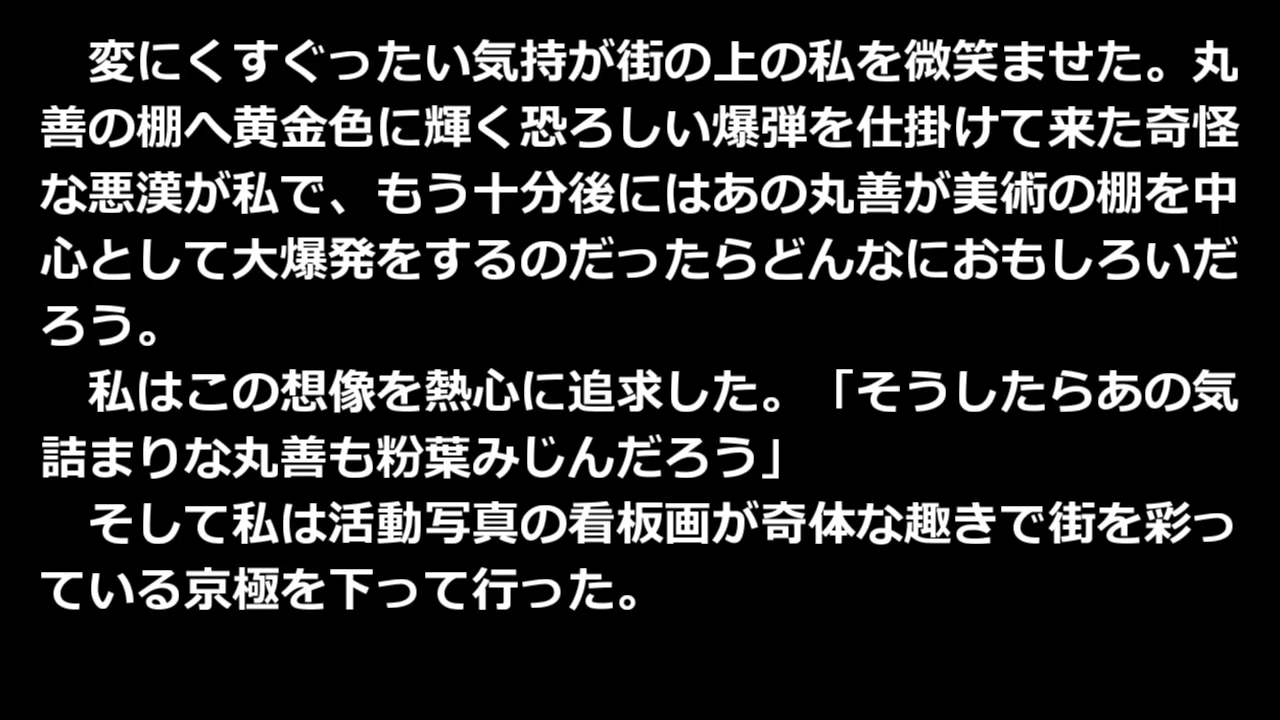 変にくすぐったい気持が街の上の私を微笑ませた。丸
善の棚へ黄金色に輝く恐ろしい爆弾を仕掛けて来た奇怪
な悪漢が私で、もう十分後にはあの丸善が美術の棚を中
心として大爆発をするのだったらどんなにおもしろいだ
ろう。
　私はこの想像を熱心に追求した。「そうしたらあの気
詰まりな丸善も粉葉みじんだろう」
　そして私は活動写真の看板画が奇体な趣きで街を彩っ
ている京極を下って行った。